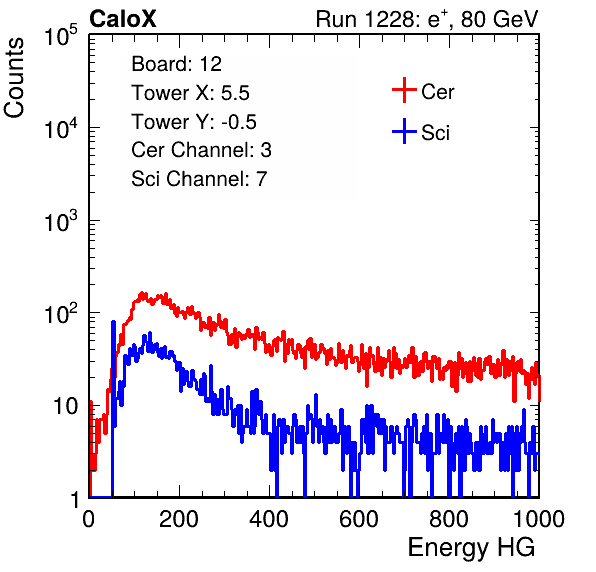 CaloX Run 1228: e⁺, 80 GeV
Counts
Board: 12
Tower X: 5.5
Tower Y: -0.5
Cer Channel: 3
Sci Channel: 7
Cer
Sci
10⁵
10⁴
10³
10²
10
1
0 200 400 600 800 1000
Energy HG